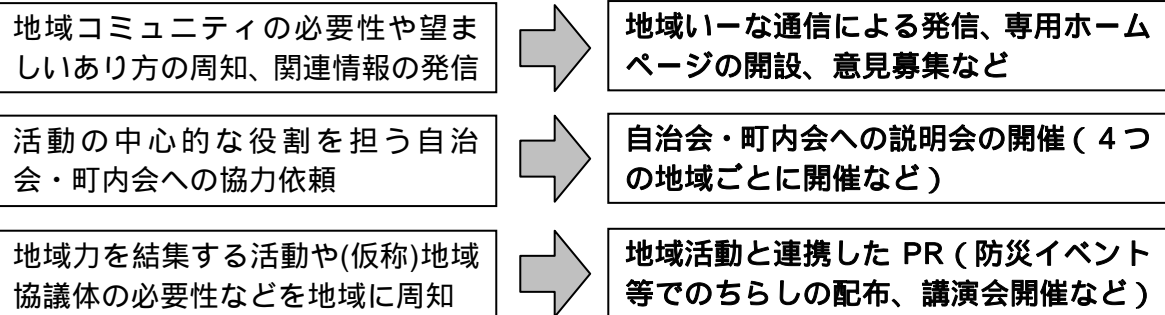 地域コミュニティの必要性や望ま
しいあり方の周知、関連情報の発信
地域いーな通信による発信、専用ホーム
ページの開設、意見募集など
活動の中心的な役割を担う自治
会・町内会への協力依頼
自治会・町内会への説明会の開催(4つ
の地域ごとに開催など)
地域力を結集する活動や(仮称)地域
協議体の必要性などを地域に周知
地域活動と連携した PR(防災イベント
等でのちらしの配布、講演会開催など)